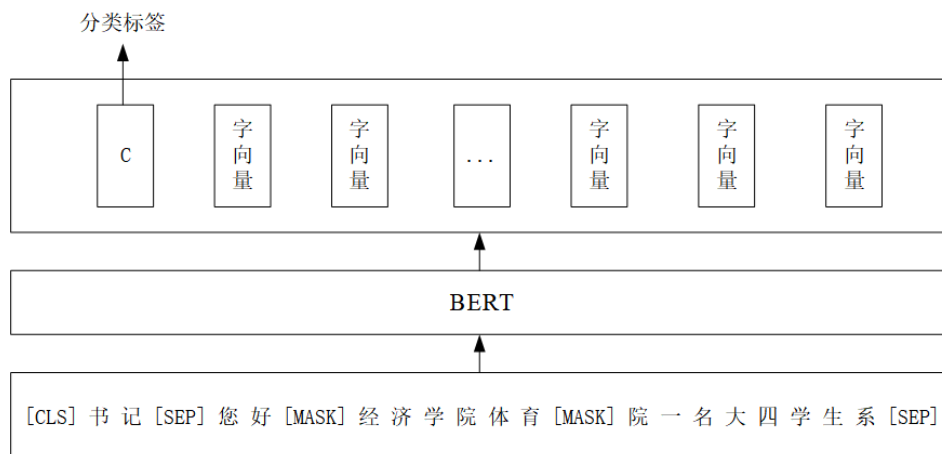 分类标签
C 字向量 字向量 ... 字向量 字向量 字向量
BERT
[CLS] 书 记 [SEP] 您 好 [MASK] 经 济 学 院 体 育 [MASK] 院 一 名 大 四 学 生 系 [SEP]